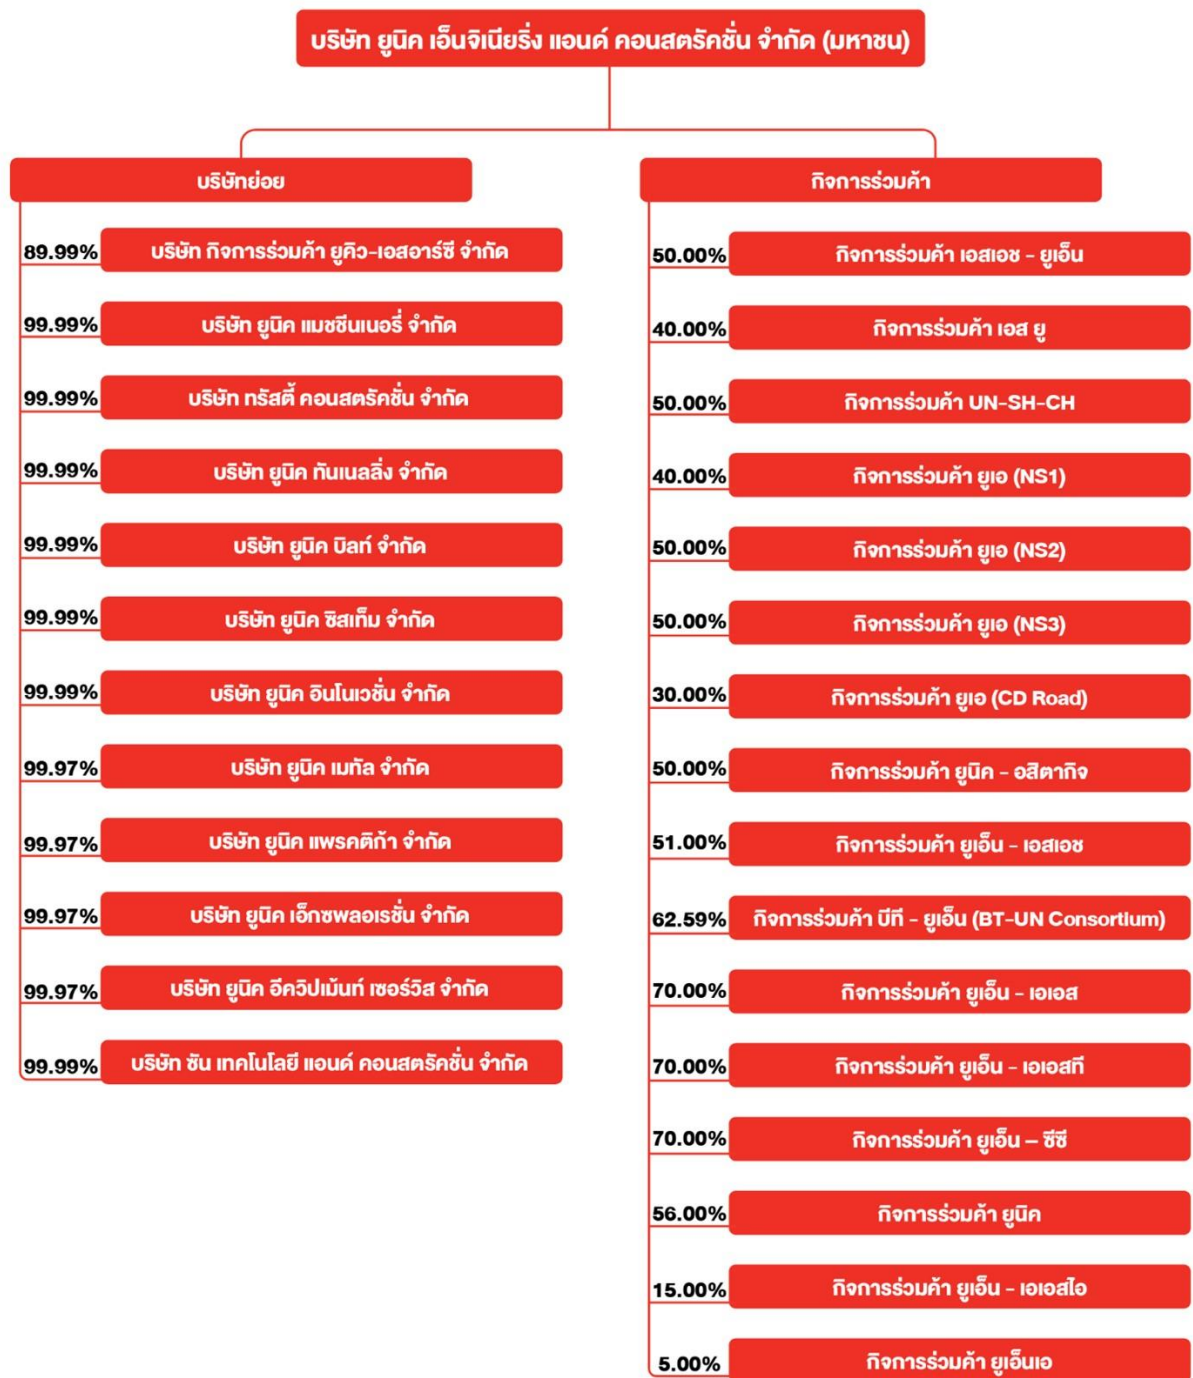 บริษัท ยูนิค เอ็นจิเนียริ่ง แอนด์ คอนสตรัคชั่น จำกัด (มหาชน)
บริษัทย่อย
89.99% บริษัท กิจการร่วมค้า ยูคิว-เอสอาร์ซี จำกัด
99.99% บริษัท ยูนิค แมชชีนเนอรี่ จำกัด
99.99% บริษัท ทรัสตี้ คอนสตรัคชั่น จำกัด
99.99% บริษัท ยูนิค ทันเนลลิ่ง จำกัด
99.99% บริษัท ยูนิค บิลท์ จำกัด
99.99% บริษัท ยูนิค ซิสเท็ม จำกัด
99.99% บริษัท ยูนิค อินโนเวชั่น จำกัด
99.97% บริษัท ยูนิค เมทัล จำกัด
99.97% บริษัท ยูนิค แพรคติก้า จำกัด
99.97% บริษัท ยูนิค เอ็กซพลอเรชั่น จำกัด
99.97% บริษัท ยูนิค อีควิปเม้นท์ เซอร์วิส จำกัด
99.99% บริษัท ซัน เทคโนโลยี แอนด์ คอนสตรัคชั่น จำกัด
กิจการร่วมค้า
50.00% กิจการร่วมค้า เอสเอช - ยูเอ็น
40.00% กิจการร่วมค้า เอส ยู
50.00% กิจการร่วมค้า UN-SH-CH
40.00% กิจการร่วมค้า ยูเอ (NS1)
50.00% กิจการร่วมค้า ยูเอ (NS2)
50.00% กิจการร่วมค้า ยูเอ (NS3)
30.00% กิจการร่วมค้า ยูเอ (CD Road)
50.00% กิจการร่วมค้า ยูนิค - อสิตากิจ
51.00% กิจการร่วมค้า ยูเอ็น - เอสเอช
62.59% กิจการร่วมค้า บีที - ยูเอ็น (BT-UN Consortium)
70.00% กิจการร่วมค้า ยูเอ็น - เอเอส
70.00% กิจการร่วมค้า ยูเอ็น - เอเอสที
70.00% กิจการร่วมค้า ยูเอ็น – ซีซี
56.00% กิจการร่วมค้า ยูนิค
15.00% กิจการร่วมค้า ยูเอ็น - เอเอสไอ
5.00% กิจการร่วมค้า ยูเอ็นเอ